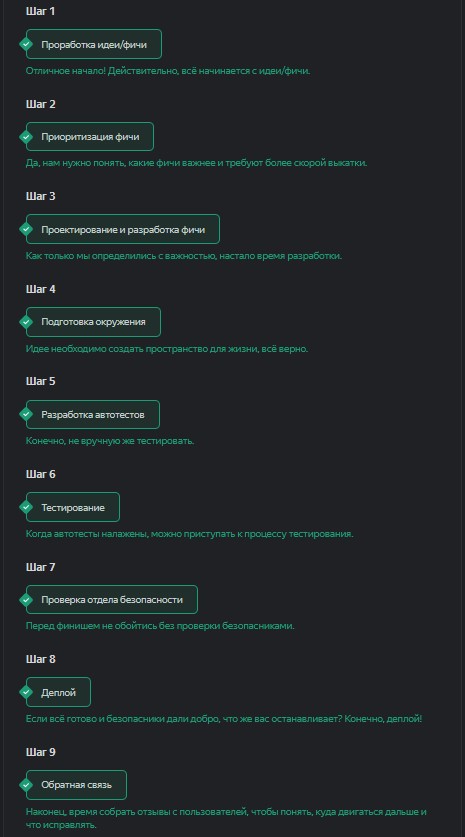 Шаг 1
Проработка идеи/фичи
Отличное начало! Действительно, всё начинается с идеи/фичи.
Шаг 2
Приоритизация фичи
Да, нам нужно понять, какие фичи важнее и требуют более скорой выкатки.
Шаг 3
Проектирование и разработка фичи
Как только мы определились с важностью, настало время разработки.
Шаг 4
Подготовка окружения
Идее необходимо создать пространство для жизни, всё верно.
Шаг 5
Разработка автотестов
Конечно, не вручную же тестировать.
Шаг 6
Тестирование
Когда автотесты налажены, можно приступать к процессу тестирования.
Шаг 7
Проверка отдела безопасности
Перед финишем не обойтись без проверки безопасниками.
Шаг 8
Деплой
Если всё готово и безопасники дали добро, что же вас останавливает? Конечно, деплой!
Шаг 9
Обратная связь
Наконец, время собрать отзывы с пользователей, чтобы понять, куда двигаться дальше и
что исправлять.